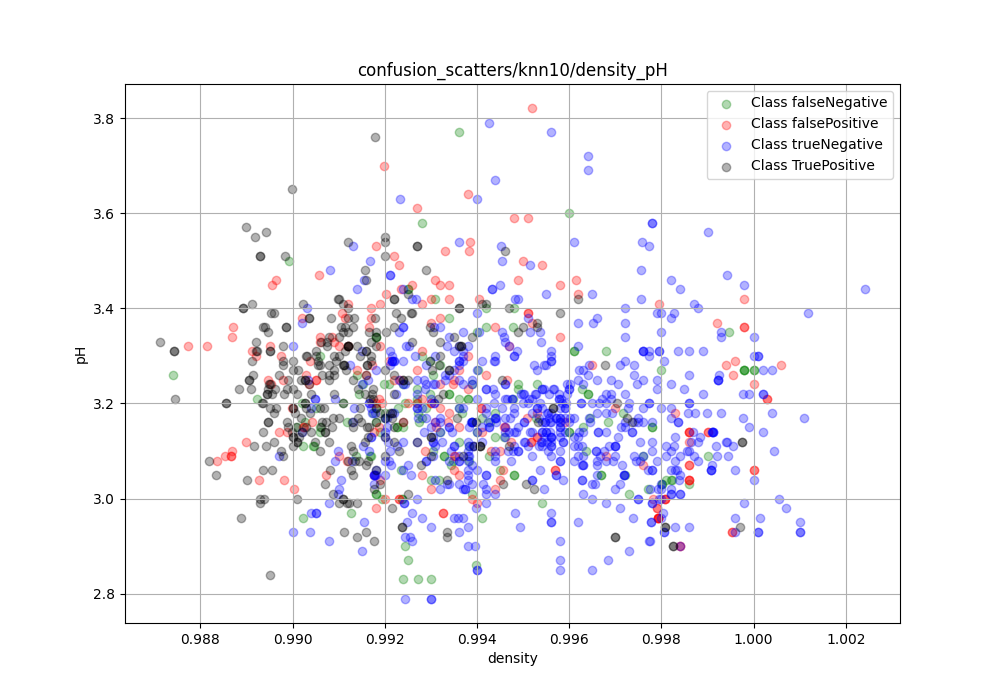 confusion_scatters/knn10/density_pH
Class falseNegative
Class falsePositive
Class trueNegative
Class TruePositive
3.8
3.6
3.4
3.2
3.0
2.8
pH
0.988 0.990 0.992 0.994 0.996 0.998 1.000 1.002
density